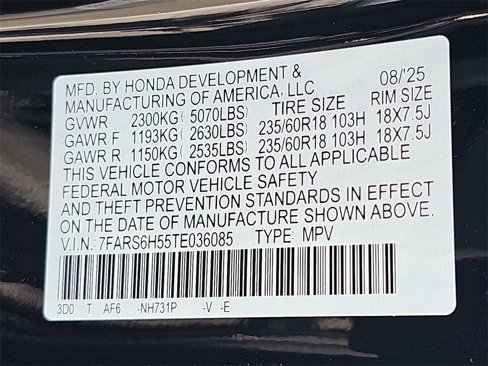 MFD. BY HONDA DEVELOPMENT & 08/'25
MANUFACTURING OF AMERICA, LLC
GVWR 2300KG( 5070LBS) TIRE SIZE RIM SIZE
GAWR F 1193KG( 2630LBS) 235/60R18 103H 18X7.5J
GAWR R 1150KG( 2535LBS) 235/60R18 103H 18X7.5J
THIS VEHICLE CONFORMS TO ALL APPLICABLE
FEDERAL MOTOR VEHICLE SAFETY
AND THEFT PREVENTION STANDARDS IN EFFECT
ON THE DATE OF MANUFACTURE SHOWN ABOVE.
V.I.N.: 7FARS6H55TE036085 TYPE: MPV
3D0 T AF6 -NH731P -V -E